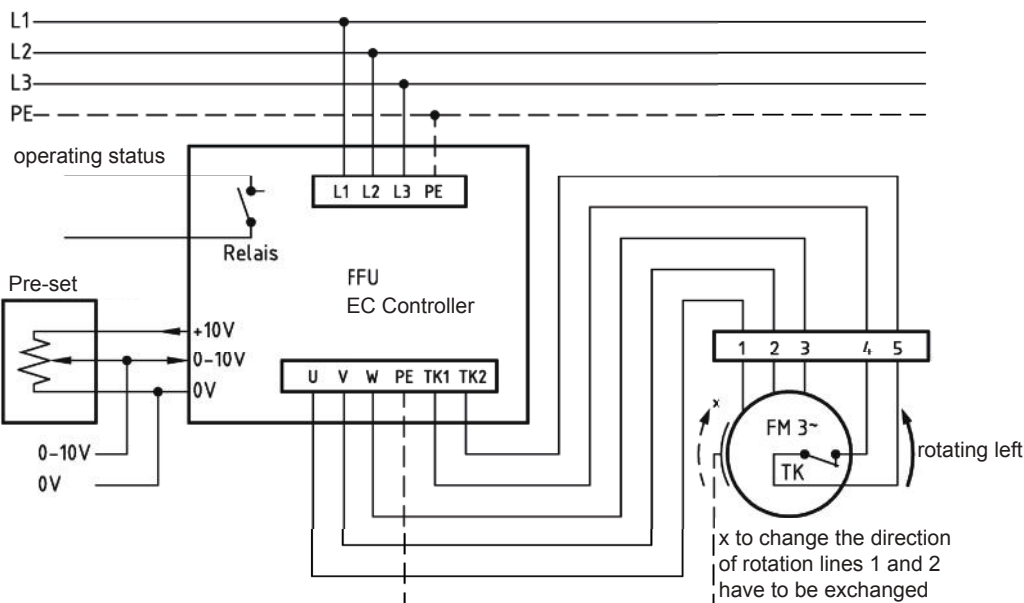 L1
L2
L3
PE
operating status
L1 L2 L3 PE
Relais
Pre-set
FFU
EC Controller
+10V
0-10V
0V
U V W PE TK1 TK2
1 2 3 4 5
x
FM 3~
TK
rotating left
0-10V
0V
x to change the direction
of rotation lines 1 and 2
have to be exchanged